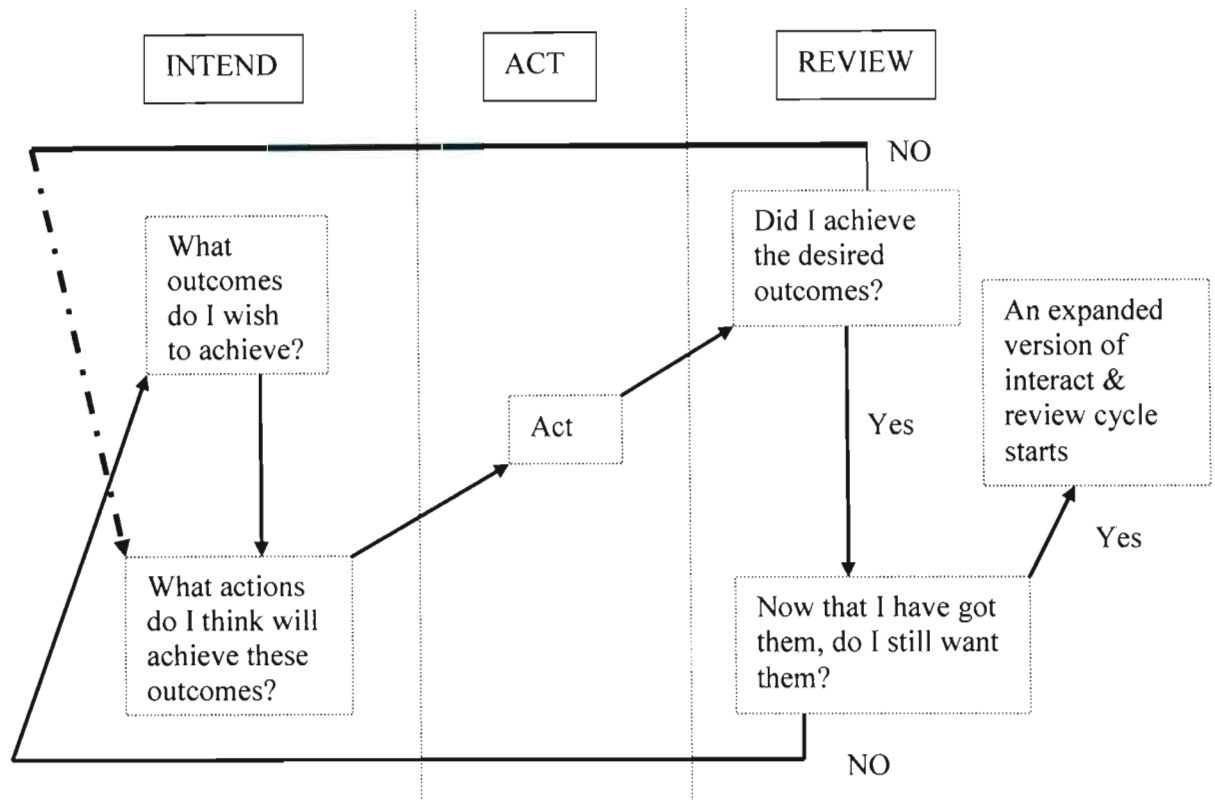 INTEND
ACT
REVIEW
NO
What
outcomes
do I wish
to achieve?
Did I achieve
the desired
outcomes?
An expanded
version of
interact &
review cycle
starts
Act
Yes
Yes
What actions
do I think will
achieve these
outcomes?
Now that I have got
them, do I still want
them?
NO